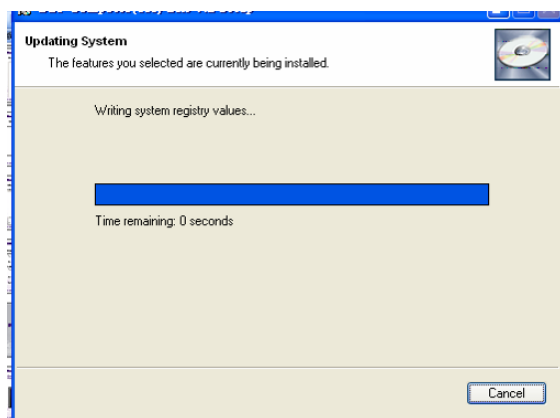 Updating System
The features you selected are currently being installed.
Writing system registry values...
Time remaining: 0 seconds
Cancel